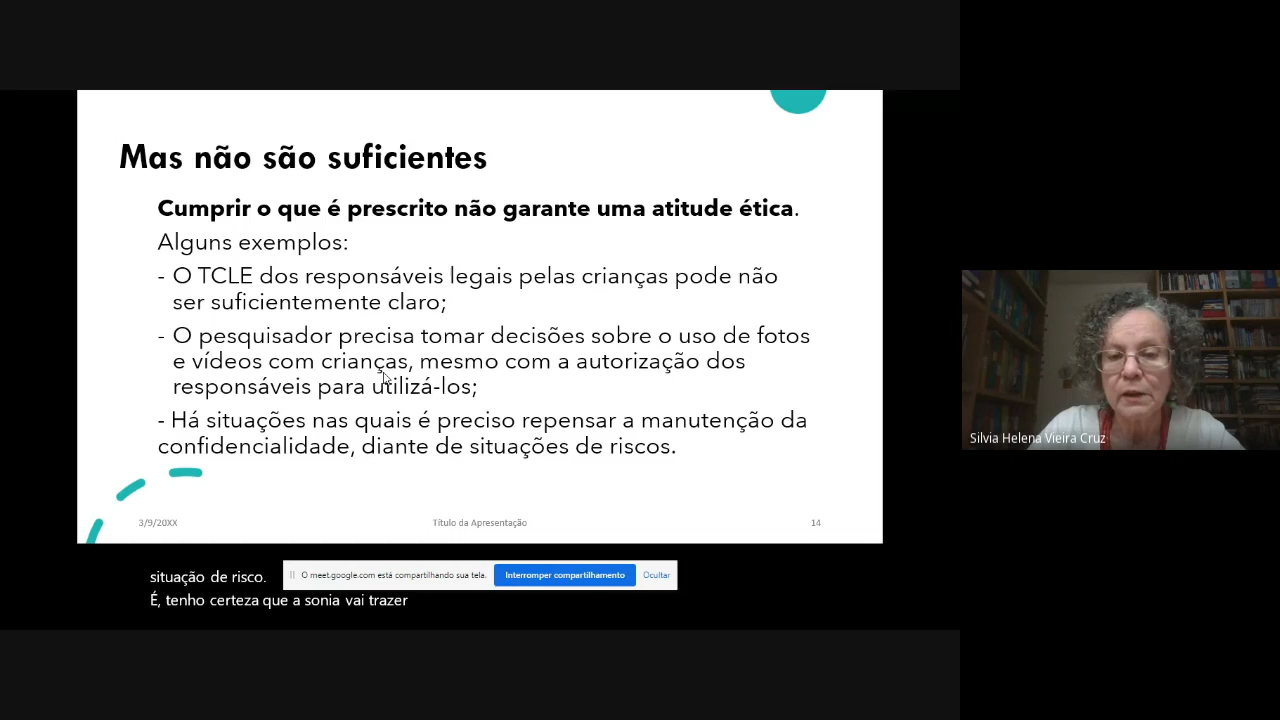 Mas não são suficientes
Cumprir o que é prescrito não garante uma atitude ética.
Alguns exemplos:
- O TCLE dos responsáveis legais pelas crianças pode não
ser suficientemente claro;
- O pesquisador precisa tomar decisões sobre o uso de fotos
e vídeos com crianças, mesmo com a autorização dos
responsáveis para utilizá-los;
- Há situações nas quais é preciso repensar a manutenção da
confidencialidade, diante de situações de riscos.
3/9/20XX
Título da Apresentação
14
situação de risco.
É, tenho certeza que a sonia vai trazer
O meet.google.com está compartilhando sua tela.
Interromper compartilhamento
Ocultar
Silvia Helena Vieira Cruz